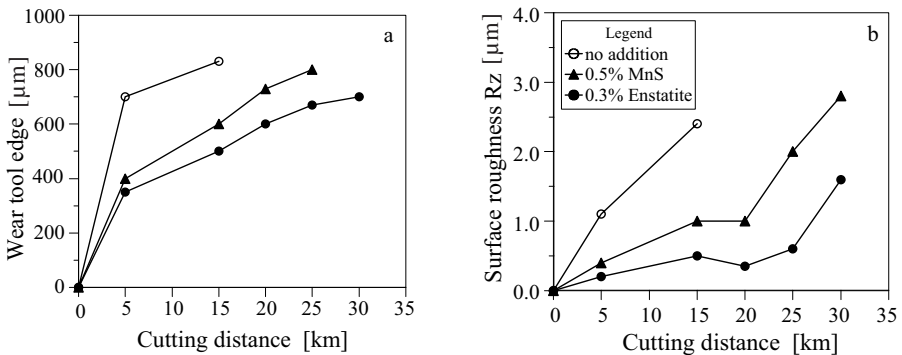 a
Wear tool edge [µm]
1000
800
600
400
200
0
0 5 10 15 20 25 30 35
Cutting distance [km]
b
Surface roughness Rz [µm]
4.0
3.0
2.0
1.0
0.0
Legend
no addition
0.5% MnS
0.3% Enstatite
0 5 10 15 20 25 30 35
Cutting distance [km]